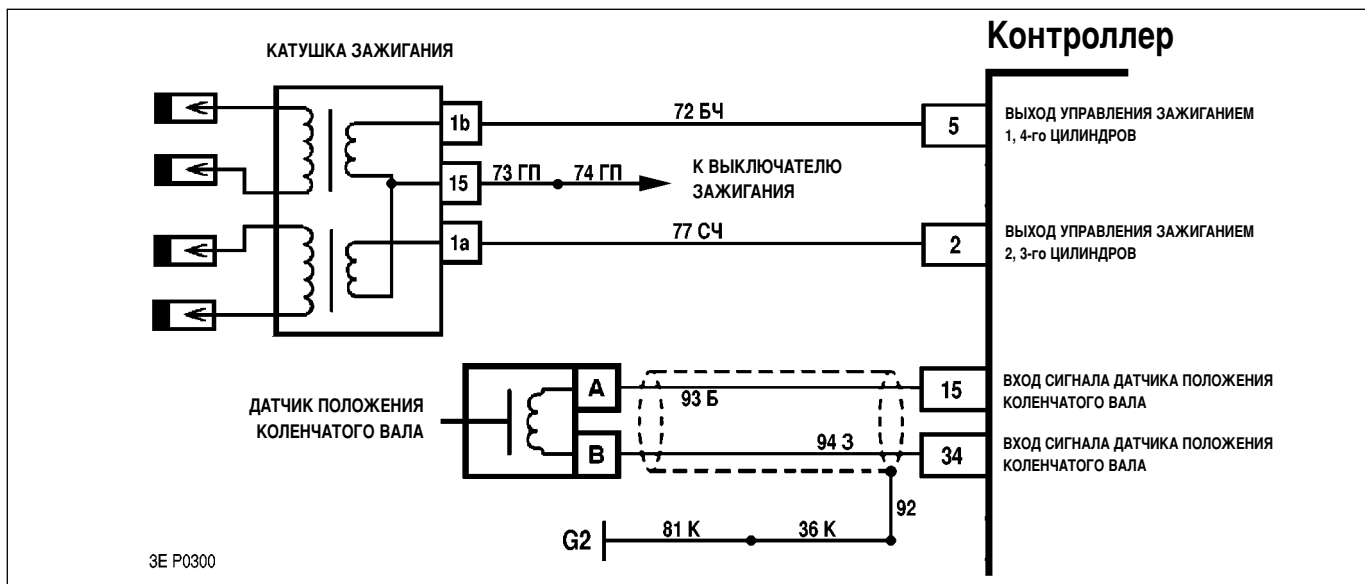 Контроллер
КАТУШКА ЗАЖИГАНИЯ
1b
72 БЧ
5
ВЫХОД УПРАВЛЕНИЯ ЗАЖИГАНИЕМ
1, 4-го ЦИЛИНДРОВ
15
73 ГП
74 ГП
К ВЫКЛЮЧАТЕЛЮ
ЗАЖИГАНИЯ
1a
77 СЧ
2
ВЫХОД УПРАВЛЕНИЯ ЗАЖИГАНИЕМ
2, 3-го ЦИЛИНДРОВ
ДАТЧИК ПОЛОЖЕНИЯ
КОЛЕНЧАТОГО ВАЛА
A
93 Б
15
ВХОД СИГНАЛА ДАТЧИКА ПОЛОЖЕНИЯ
КОЛЕНЧАТОГО ВАЛА
B
94 З
34
ВХОД СИГНАЛА ДАТЧИКА ПОЛОЖЕНИЯ
КОЛЕНЧАТОГО ВАЛА
92
G2
81 К
36 К
3Е Р0300